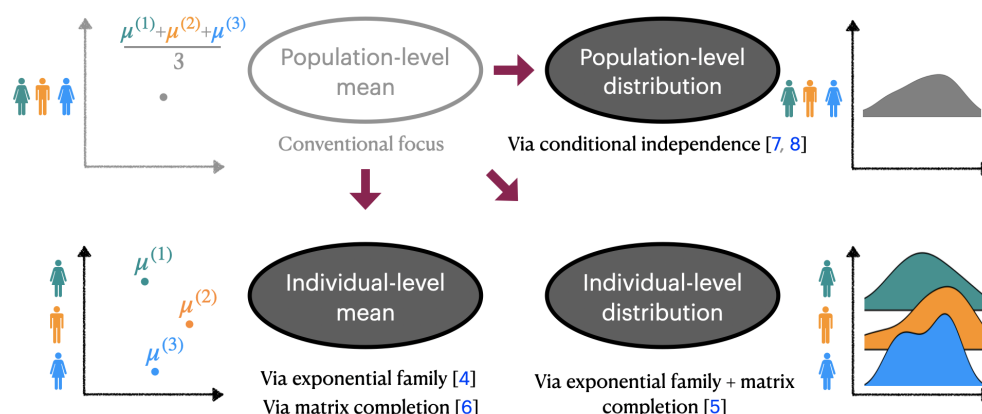 μ(1)+μ(2)+μ(3)
3
Population-level
mean
Conventional focus
Population-level
distribution
Via conditional independence [7, 8]
μ(1)
μ(2)
μ(3)
Individual-level
mean
Via exponential family [4]
Via matrix completion [6]
Individual-level
distribution
Via exponential family + matrix
completion [5]